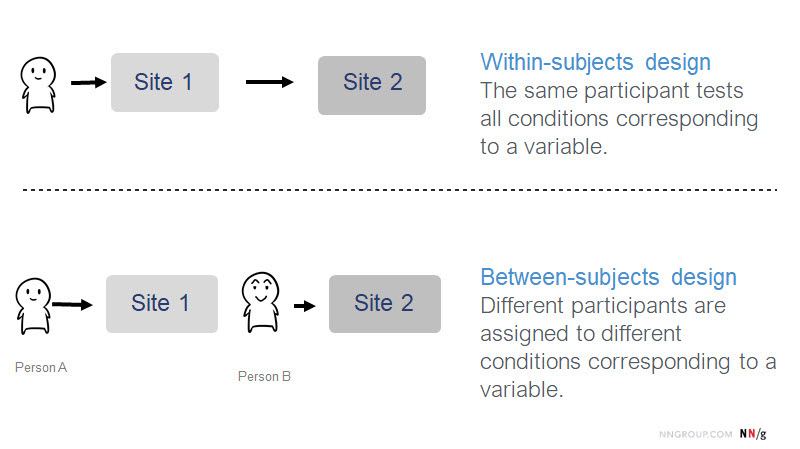 Site 1
Site 2
Within-subjects design
The same participant tests
all conditions corresponding
to a variable.
Site 1
Site 2
Person A
Person B
Between-subjects design
Different participants are
assigned to different
conditions corresponding to a
variable.
NNGROUP.COM NN/g